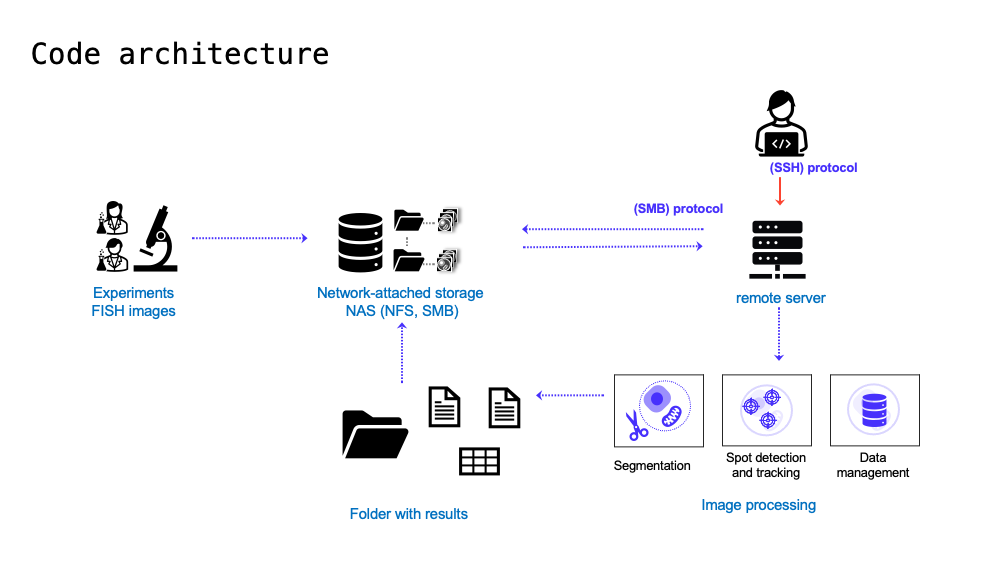 Code architecture
(SSH) protocol
(SMB) protocol
Experiments
FISH images
Network-attached storage
NAS (NFS, SMB)
remote server
</>
Segmentation
Spot detection
and tracking
Data
management
Image processing
Folder with results